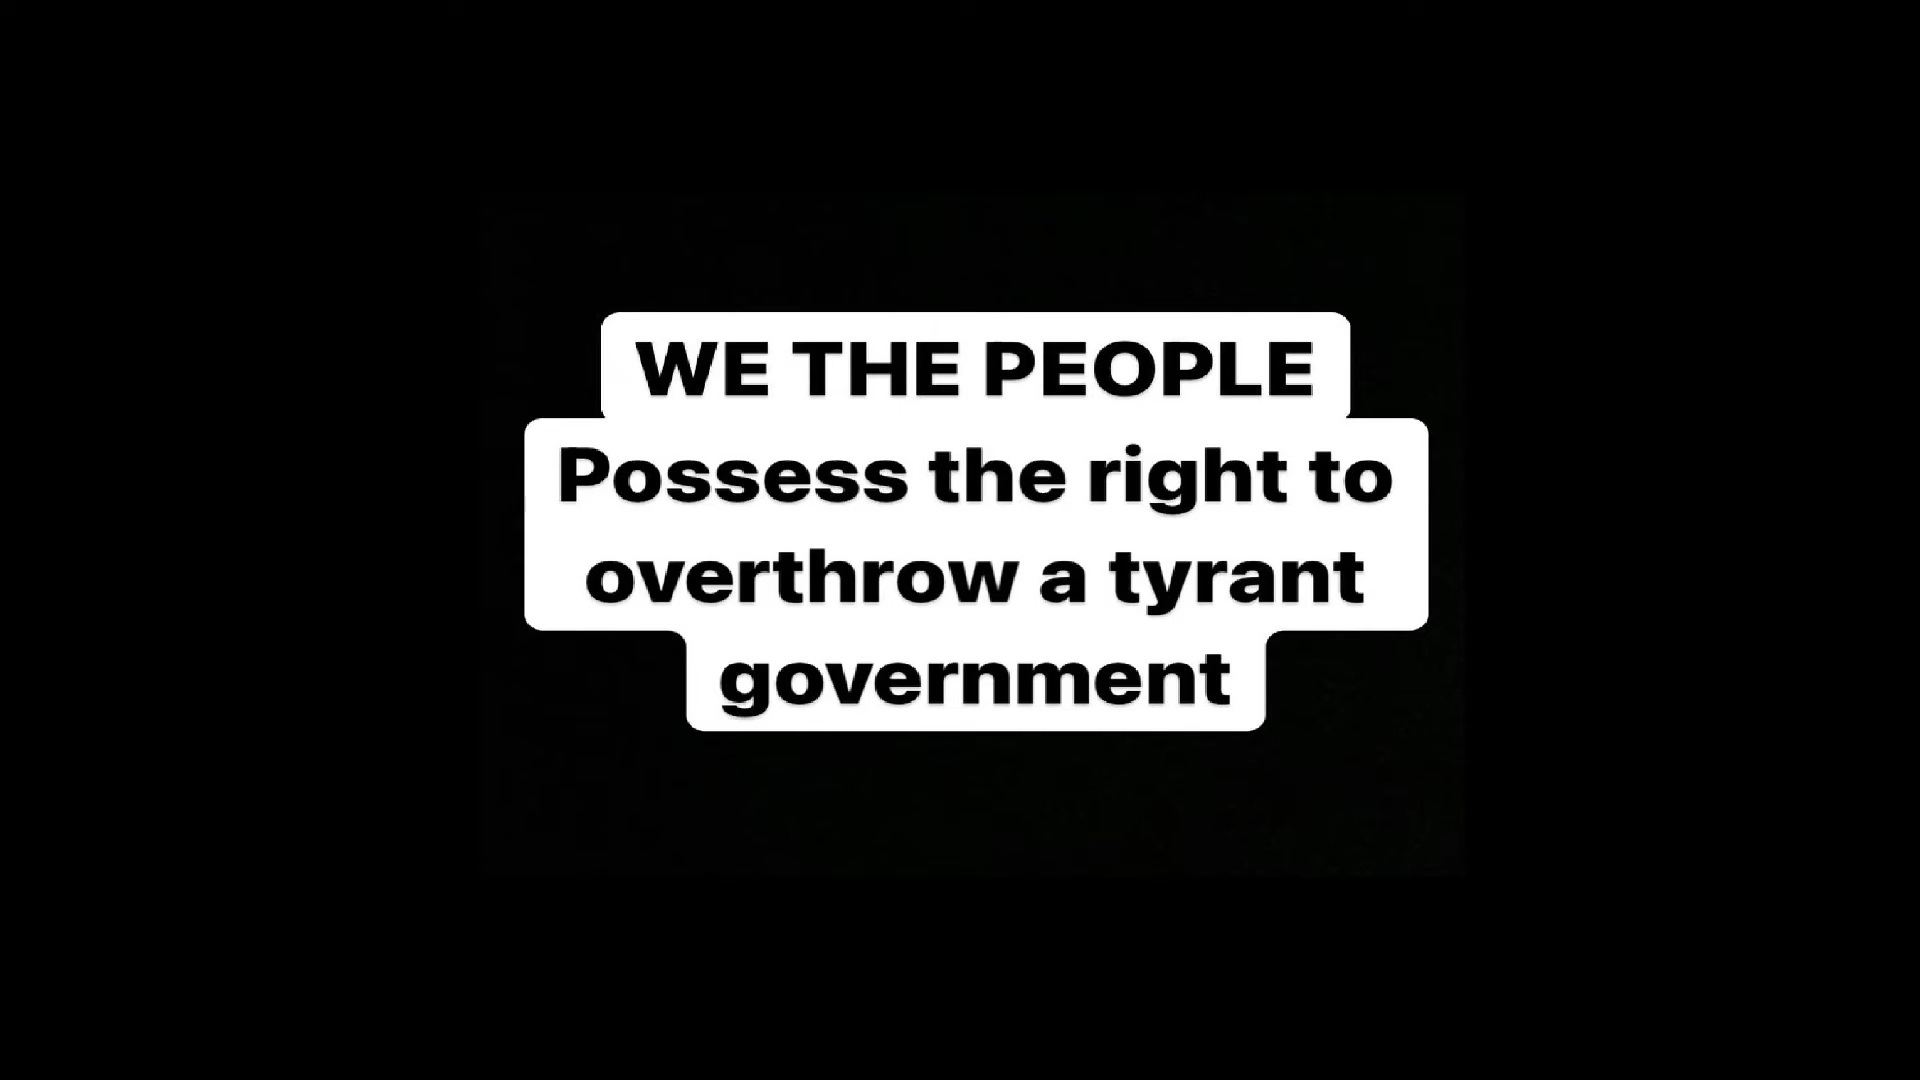 WE THE PEOPLE
Possess the right to
overthrow a tyrant
government